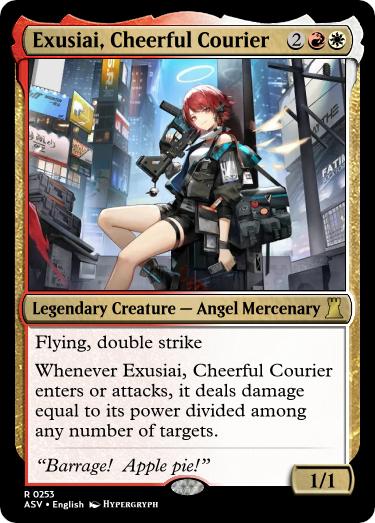 Exusiai, Cheerful Courier 2
FATI
Legendary Creature — Angel Mercenary
Flying, double strike
Whenever Exusiai, Cheerful Courier
enters or attacks, it deals damage
equal to its power divided among
any number of targets.
“Barrage!  Apple pie!”
1/1
R 0253
ASV • English HYPERGRYPH